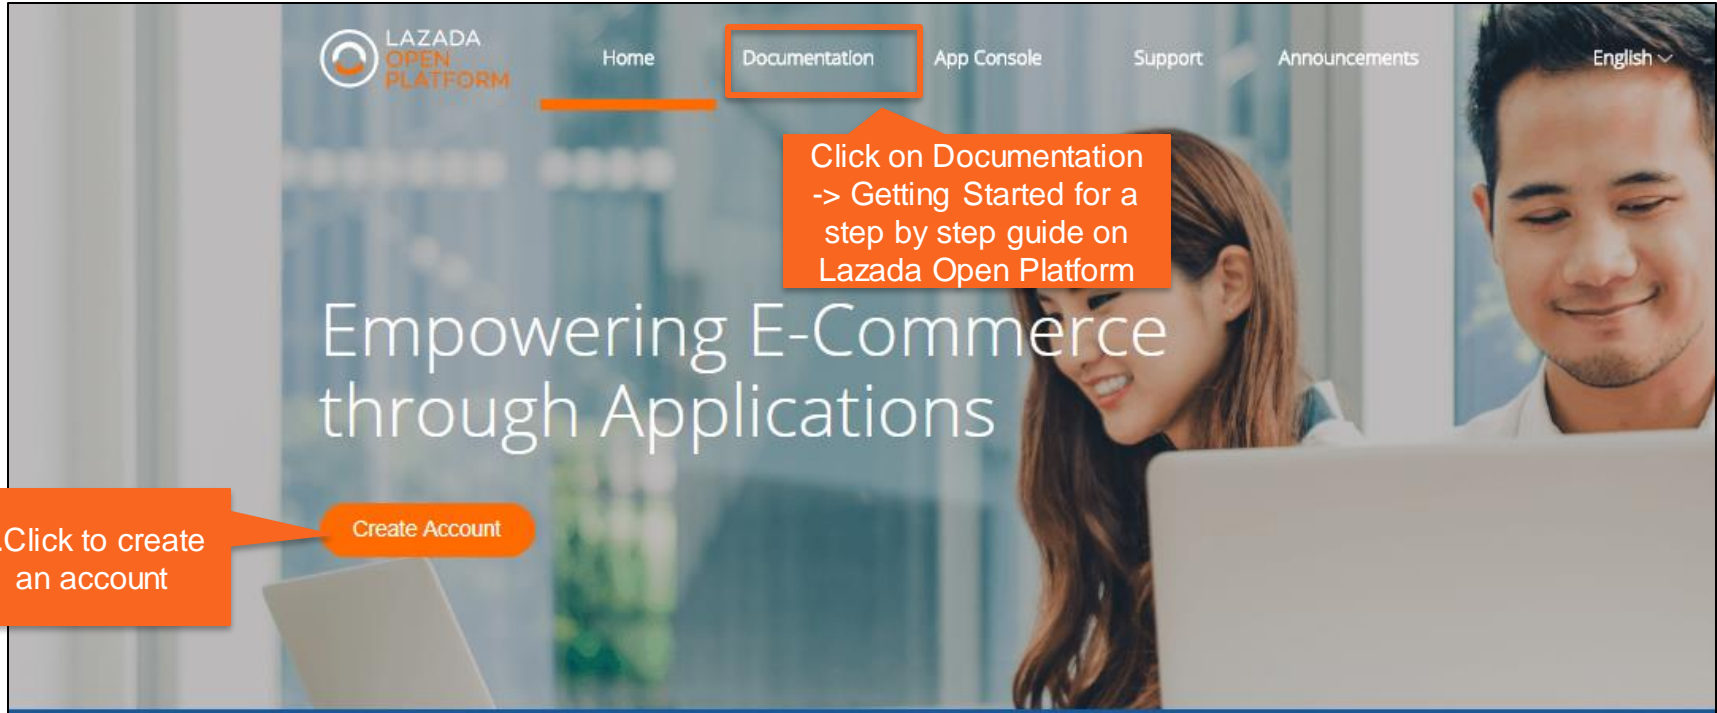 LAZADA
OPEN
PLATFORM
Home
Documentation
App Console
Support
Announcements
English
Click on Documentation
-> Getting Started for a
step by step guide on
Lazada Open Platform
Empowering E-Commerce
through Applications
Create Account
.Click to create
an account